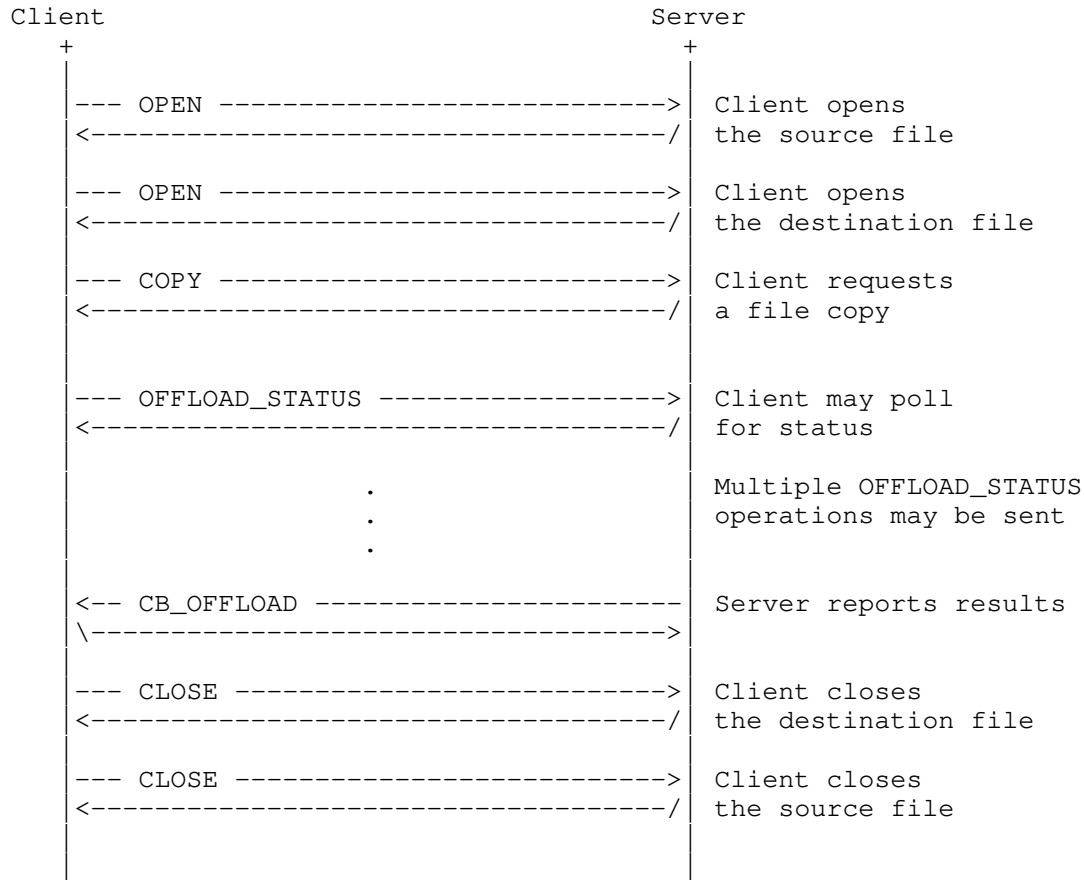 Client                                  Server
   +                                      +
   |                                      |
   |--- OPEN ---------------------------->| Client opens
   |<------------------------------------/| the source file
   |                                      |
   |--- OPEN ---------------------------->| Client opens
   |<------------------------------------/| the destination file
   |                                      |
   |--- COPY ---------------------------->| Client requests
   |<------------------------------------/| a file copy
   |                                      |
   |                                      |
   |--- OFFLOAD_STATUS ------------------>| Client may poll
   |<------------------------------------/| for status
   |                                      |
   |                  .                   | Multiple OFFLOAD_STATUS
   |                  .                   | operations may be sent
   |                  .                   |
   |                                      |
   |<-- CB_OFFLOAD -----------------------| Server reports results
   |\------------------------------------>|
   |                                      |
   |--- CLOSE --------------------------->| Client closes
   |<------------------------------------/| the destination file
   |                                      |
   |--- CLOSE --------------------------->| Client closes
   |<------------------------------------/| the source file
   |                                      |
   |                                      |